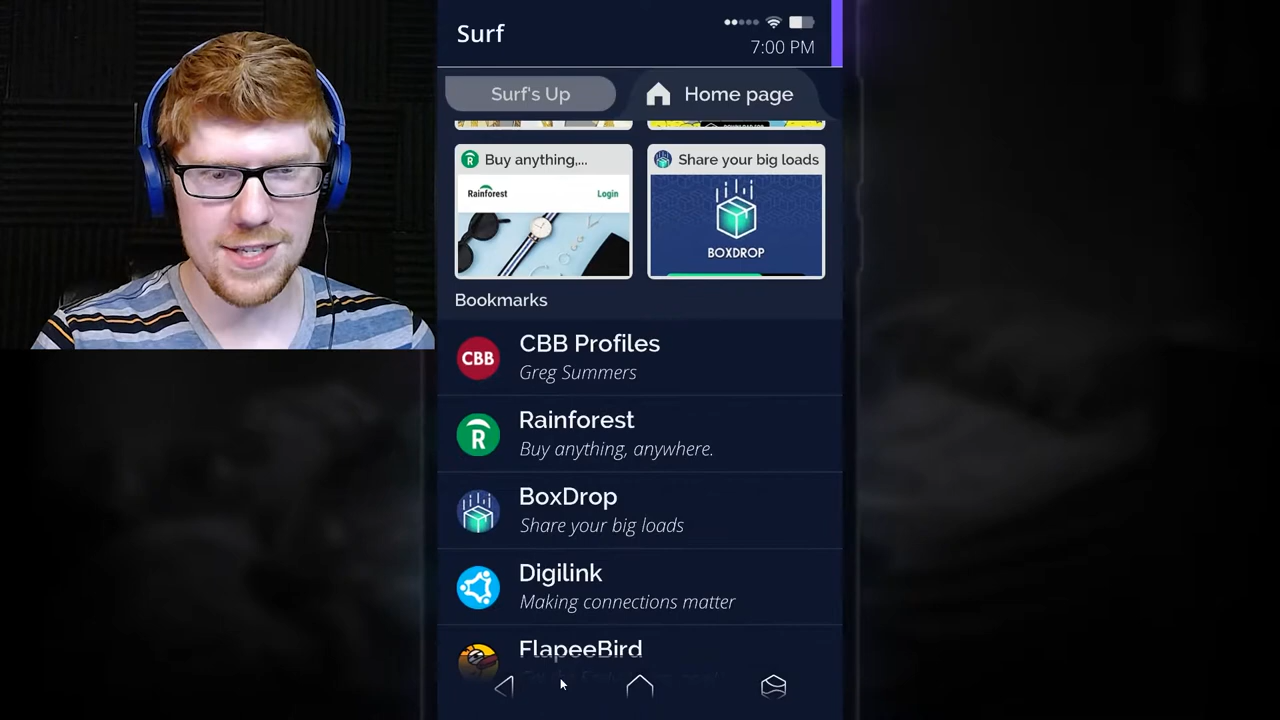 Surf
7:00 PM
Surf's Up
Home page
Buy anything,...
Share your big loads
Rainforest
Login
BOXDROP
Bookmarks
CBB
CBB Profiles
Greg Summers
R
Rainforest
Buy anything, anywhere.
BoxDrop
Share your big loads
Digilink
Making connections matter
FlapeeBird